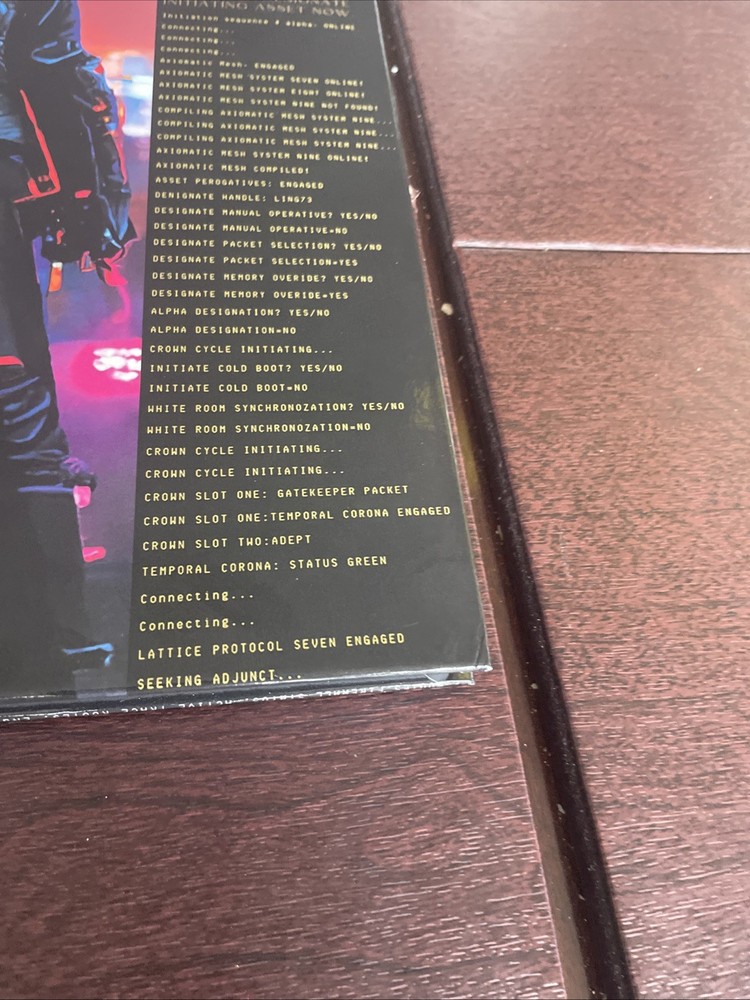 INITIATING ASSET NOW
Initiation sequence # Alpha: ONLINE
Connecting...
Connecting...
Connecting...
Axiomatic Mesh: ENGAGED
AXIOMATIC MESH SYSTEM SEVEN ONLINE!
AXIOMATIC MESH SYSTEM EIGHT ONLINE!
AXIOMATIC MESH SYSTEM NINE NOT FOUND!
COMPILING AXIOMATIC MESH SYSTEM NINE...
COMPILING AXIOMATIC MESH SYSTEM NINE...
COMPILING AXIOMATIC MESH SYSTEM NINE...
AXIOMATIC MESH SYSTEM NINE ONLINE!
AXIOMATIC MESH COMPILED!
ASSET PEROGATIVES: ENGAGED
DENIGNATE HANDLE: LING73
DESIGNATE MANUAL OPERATIVE? YES/NO
DESIGNATE MANUAL OPERATIVE=NO
DESIGNATE PACKET SELECTION? YES/NO
DESIGNATE PACKET SELECTION=YES
DESIGNATE MEMORY OVERIDE? YES/NO
DESIGNATE MEMORY OVERIDE=YES
ALPHA DESIGNATION? YES/NO
ALPHA DESIGNATION=NO
CROWN CYCLE INITIATING...
INITIATE COLD BOOT? YES/NO
INITIATE COLD BOOT=NO
WHITE ROOM SYNCHRONOZATION? YES/NO
WHITE ROOM SYNCHRONOZATION=NO
CROWN CYCLE INITIATING...
CROWN CYCLE INITIATING...
CROWN SLOT ONE: GATEKEEPER PACKET
CROWN SLOT ONE:TEMPORAL CORONA ENGAGED
CROWN SLOT TWO:ADEPT
TEMPORAL CORONA: STATUS GREEN
Connecting...
Connecting...
LATTICE PROTOCOL SEVEN ENGAGED
SEEKING ADJUNCT...